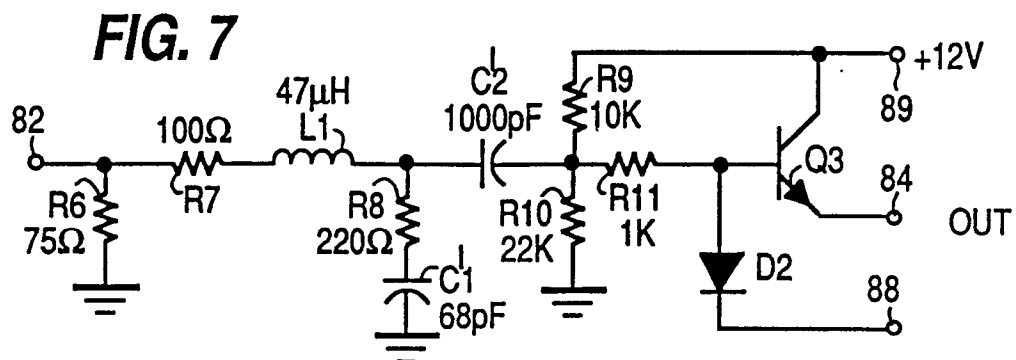 FIG. 7
82
100Ω
R7
47μH
L1
C2
1000pF
R9
10K
+12V
89
R6
75Ω
R8
220Ω
C1
68pF
R10
22K
R11
1K
Q3
84
OUT
D2
88